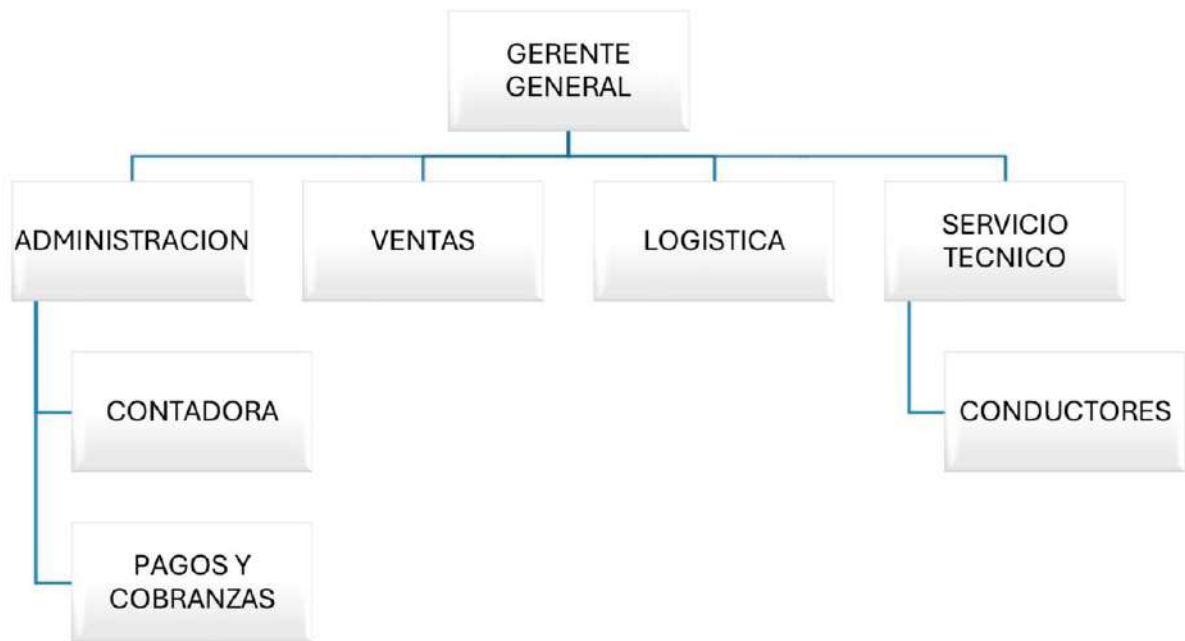 GERENTE
GENERAL
ADMINISTRACION
VENTAS
LOGISTICA
SERVICIO
TECNICO
CONTADORA
CONDUCTORES
PAGOS Y
COBRANZAS